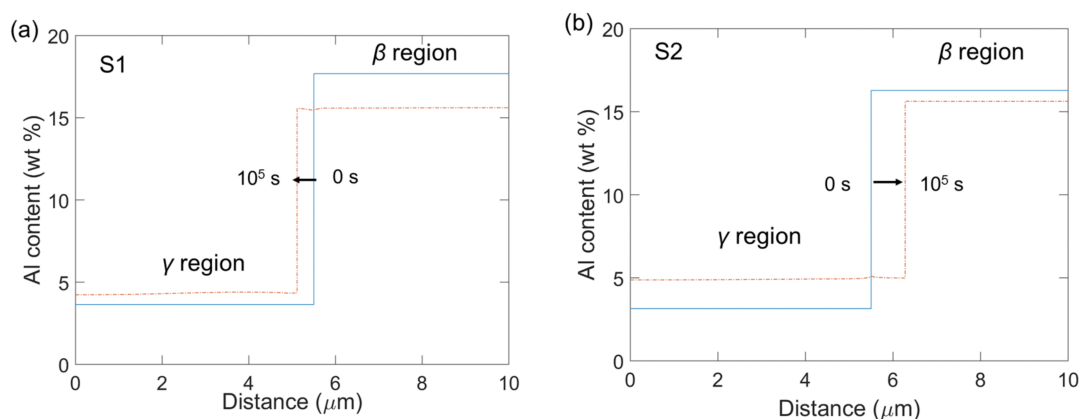 (a)
20
15
10
5
0
Al content (wt %)
S1
β region
10⁵ s
0 s
γ region
0 2 4 6 8 10
Distance (μm)
(b)
20
15
10
5
0
Al content (wt %)
S2
β region
0 s
10⁵ s
γ region
0 2 4 6 8 10
Distance (μm)